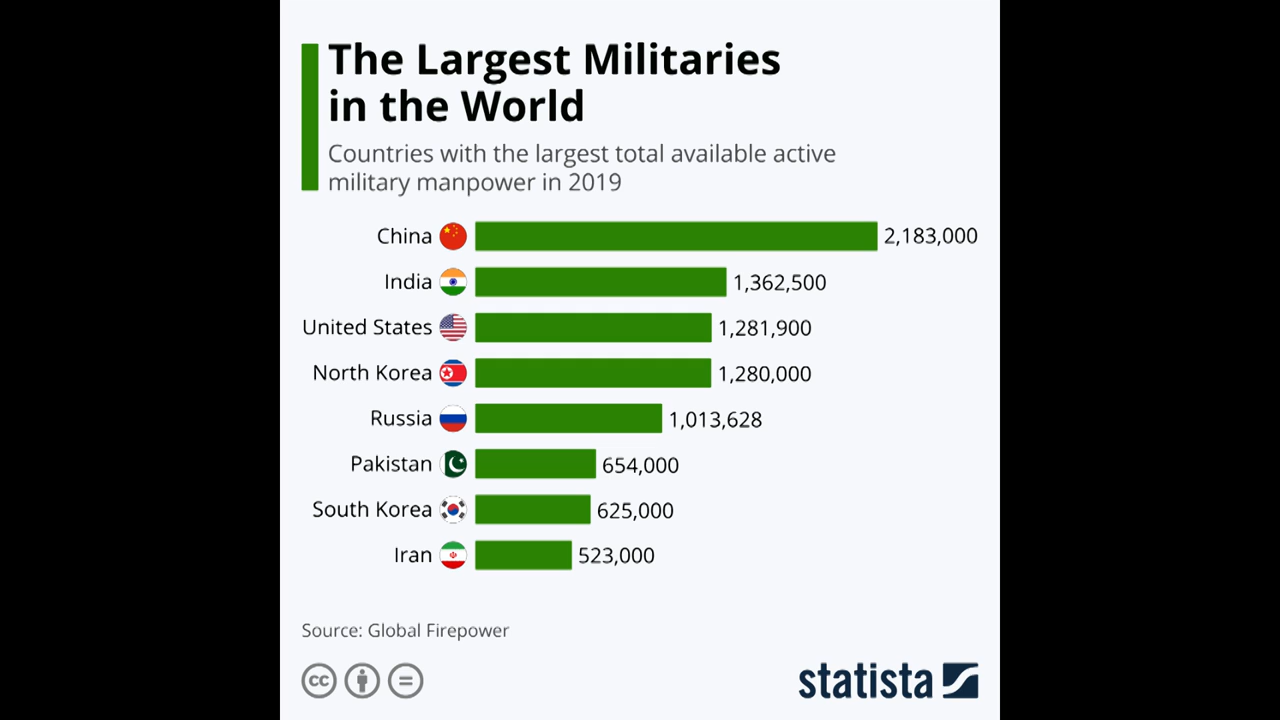 The Largest Militaries
in the World
Countries with the largest total available active
military manpower in 2019
China 2,183,000
India 1,362,500
United States 1,281,900
North Korea 1,280,000
Russia 1,013,628
Pakistan 654,000
South Korea 625,000
Iran 523,000
Source: Global Firepower
cc
statista